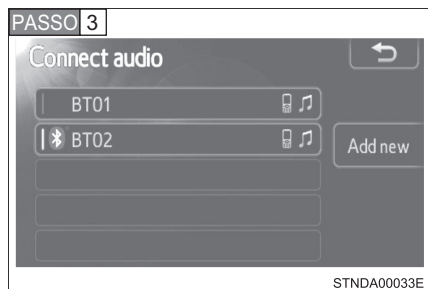 PASSO 3
Connect audio
BT01
BT02
Add new
STNDA00033E